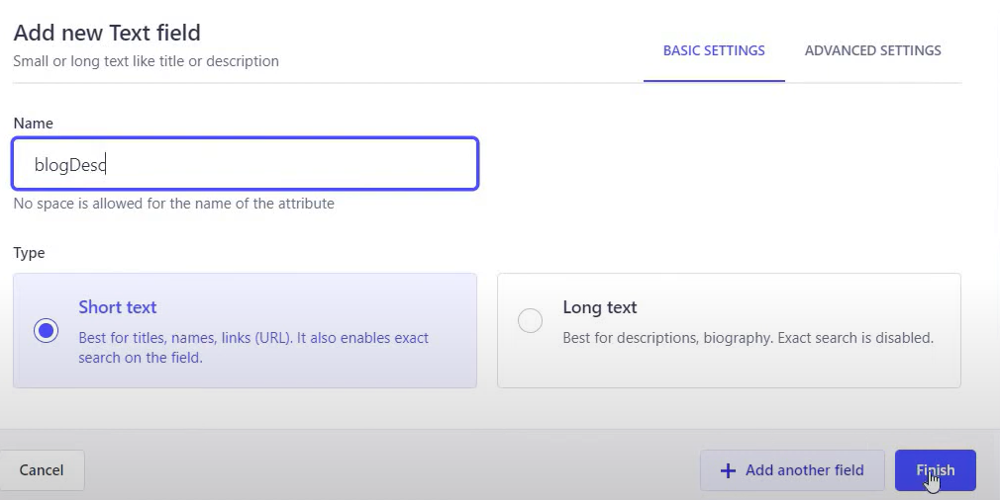 Add new Text field
Small or long text like title or description
BASIC SETTINGS
ADVANCED SETTINGS
Name
blogDesc
No space is allowed for the name of the attribute
Type
Short text
Best for titles, names, links (URL). It also enables exact
search on the field.
Long text
Best for descriptions, biography. Exact search is disabled.
Cancel
Add another field
Finish